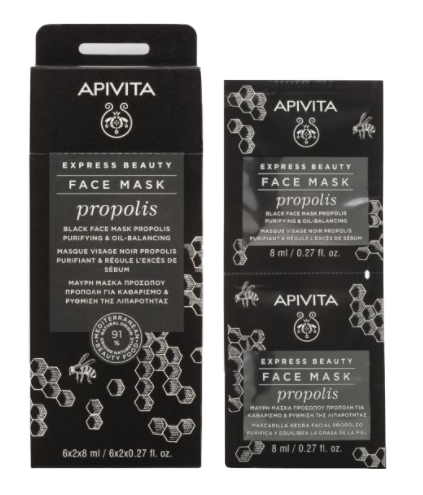 APIVITA
EXPRESS BEAUTY
FACE MASK
propolis
BLACK FACE MASK PROPOLIS
PURIFYING & OIL-BALANCING
MASQUE VISAGE NOIR PROPOLIS
PURIFIANT & RÉGULE L'EXCÈS DE
SÉBUM
ΜΑΥΡΗ ΜΑΣΚΑ ΠΡΟΣΩΠΟΥ
ΠΡΟΠΟΛΗ ΓΙΑ ΚΑΘΑΡΙΣΜΟ &
ΡΥΘΜΙΣΗ ΤΗΣ ΛΙΠΑΡΟΤΗΤΑΣ
MEDITERRANEAN
BEAUTY FOOD
91
%
6x2x8 ml / 6x2x0.27 fl. oz.
APIVITA
EXPRESS BEAUTY
FACE MASK
propolis
BLACK FACE MASK PROPOLIS
PURIFYING & OIL-BALANCING
MASQUE VISAGE NOIR PROPOLIS
PURIFIANT & RÉGULE L'EXCÈS DE SÉBUM
8 ml / 0.27 fl. oz.
APIVITA
EXPRESS BEAUTY
FACE MASK
propolis
ΜΑΥΡΗ ΜΑΣΚΑ ΠΡΟΣΩΠΟΥ ΠΡΟΠΟΛΗ ΓΙΑ
ΚΑΘΑΡΙΣΜΟ & ΡΥΘΜΙΣΗ ΤΗΣ ΛΙΠΑΡΟΤΗΤΑΣ
MASCARILLA NEGRA FACIAL PRÓPOLEO
PURIFICA Y EQUILIBRA LA GRASA DE LA PIEL
8 ml / 0.27 fl. oz.